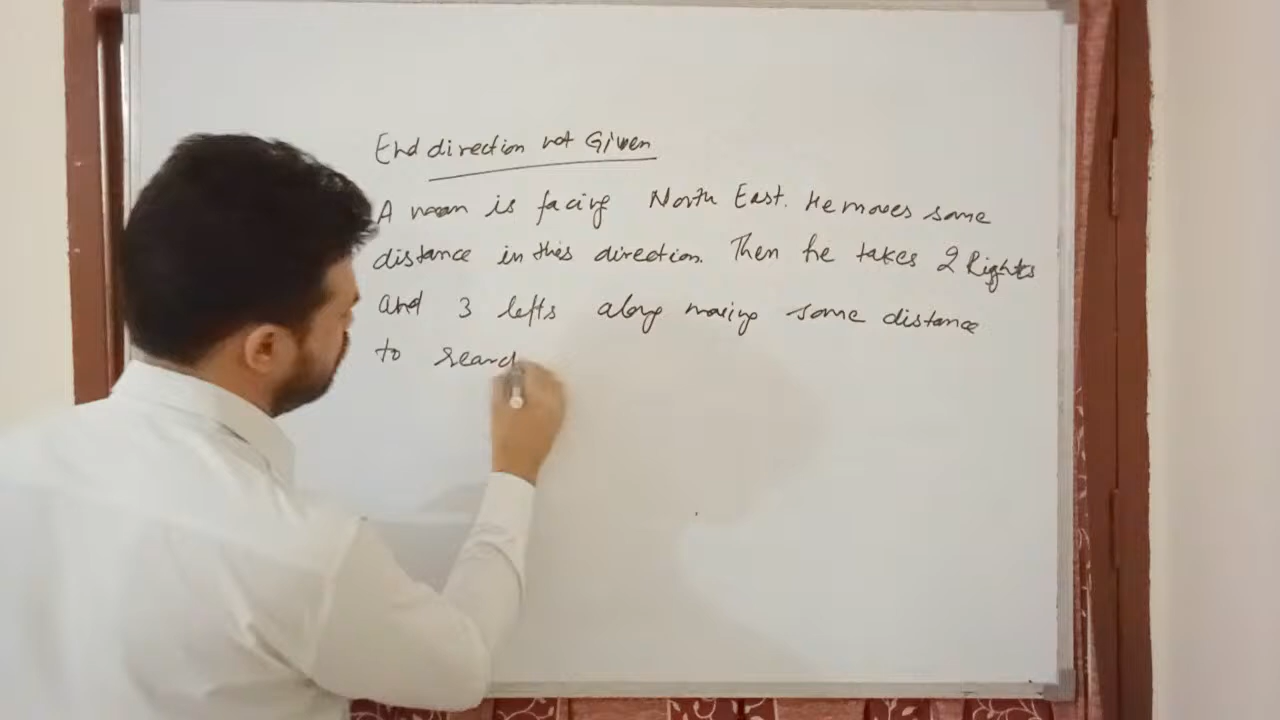 End direction not Given
A man is facing North East. He moves some
distance in this direction. Then he takes 2 Rights
and 3 lefts along moving some distance
to reach